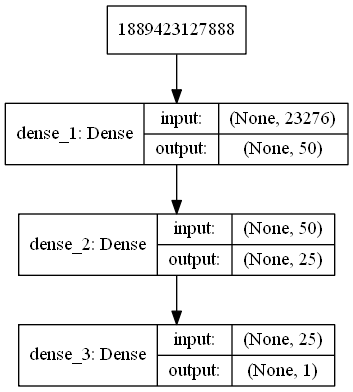 1889423127888
dense_1: Dense
input:
(None, 23276)
output:
(None, 50)
dense_2: Dense
input:
(None, 50)
output:
(None, 25)
dense_3: Dense
input:
(None, 25)
output:
(None, 1)